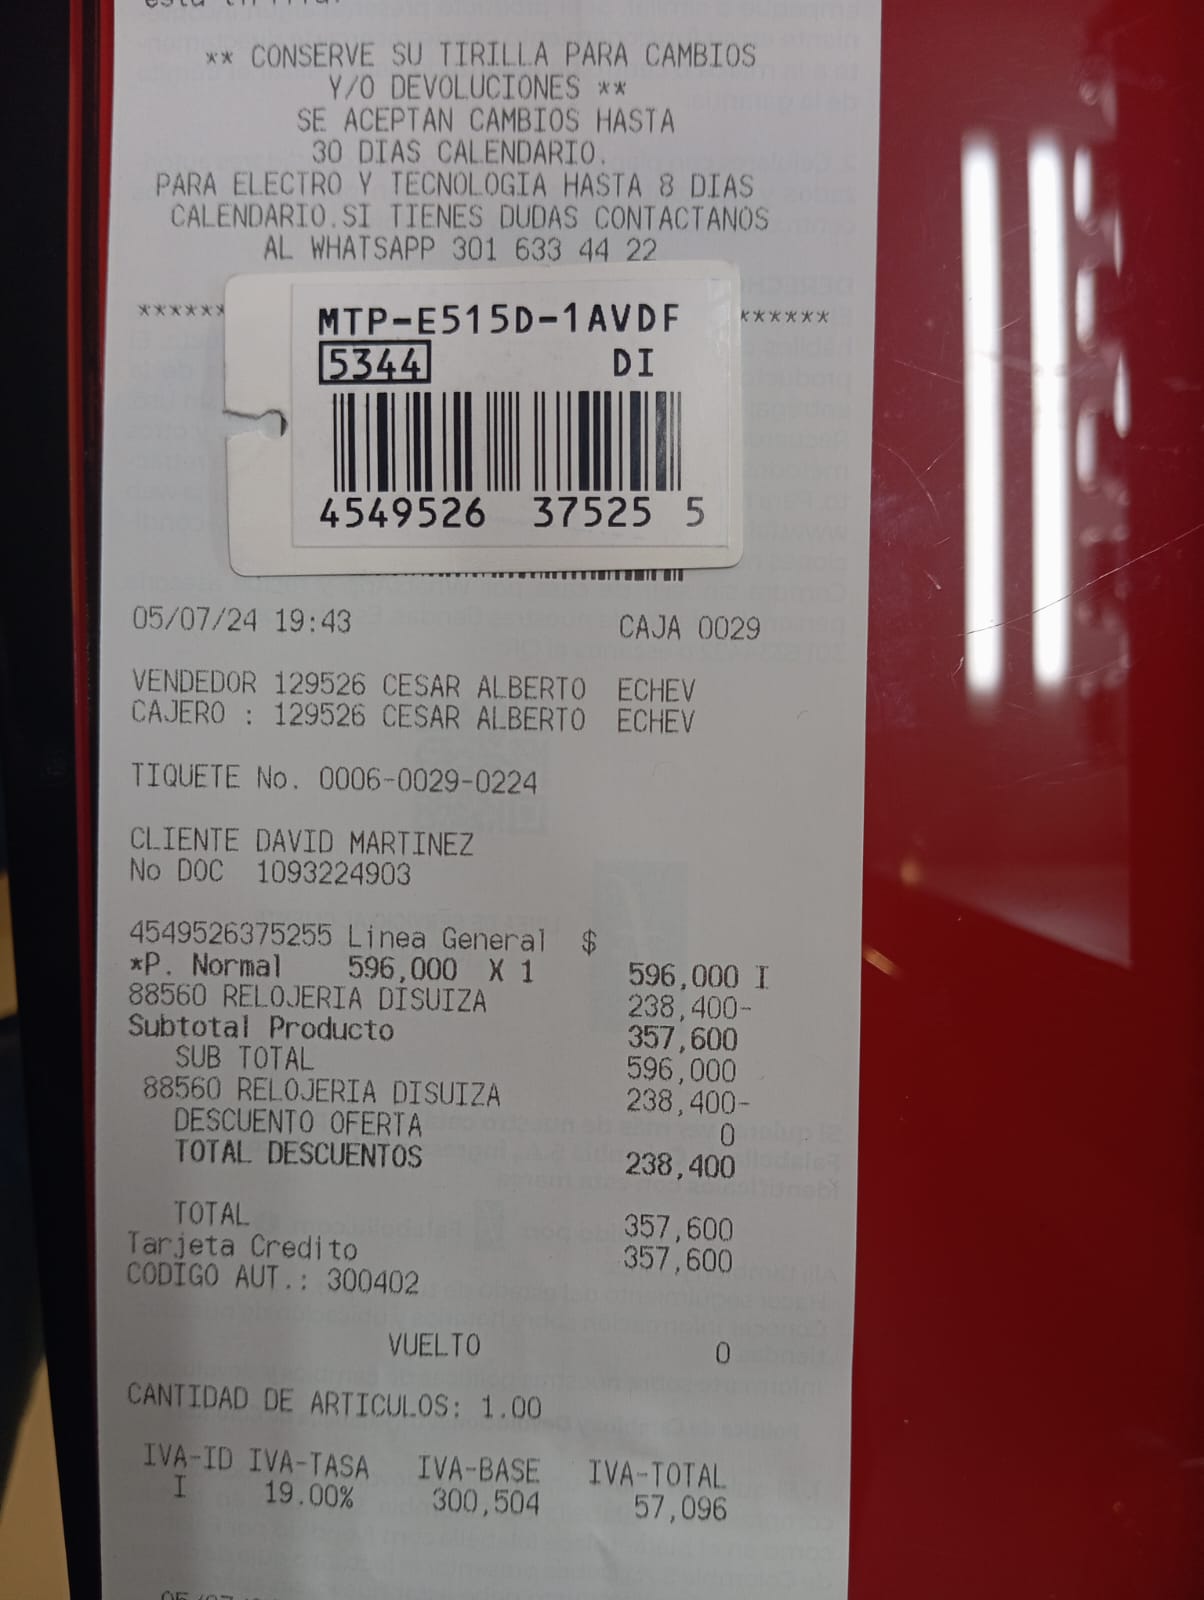 ** CONSERVE SU TIRILLA PARA CAMBIOS
Y/O DEVOLUCIONES **
SE ACEPTAN CAMBIOS HASTA
30 DIAS CALENDARIO.
PARA ELECTRO Y TECNOLOGIA HASTA 8 DIAS
CALENDARIO.SI TIENES DUDAS CONTACTANOS
AL WHATSAPP 301 633 44 22
MTP-E515D-1AVDF
5344 DI
4549526 37525 5
05/07/24 19:43 CAJA 0029
VENDEDOR 129526 CESAR ALBERTO ECHEV
CAJERO : 129526 CESAR ALBERTO ECHEV
TIQUETE No. 0006-0029-0224
CLIENTE DAVID MARTINEZ
No DOC 1093224903
4549526375255 Linea General $
*P. Normal 596,000 X 1 596,000 I
88560 RELOJERIA DISUIZA 238,400-
Subtotal Producto 357,600
SUB TOTAL 596,000
88560 RELOJERIA DISUIZA 238,400-
DESCUENTO OFERTA 0
TOTAL DESCUENTOS 238,400
TOTAL 357,600
Tarjeta Credito 357,600
CODIGO AUT.: 300402
VUELTO 0
CANTIDAD DE ARTICULOS: 1.00
IVA-ID IVA-TASA IVA-BASE IVA-TOTAL
I 19.00% 300,504 57,096